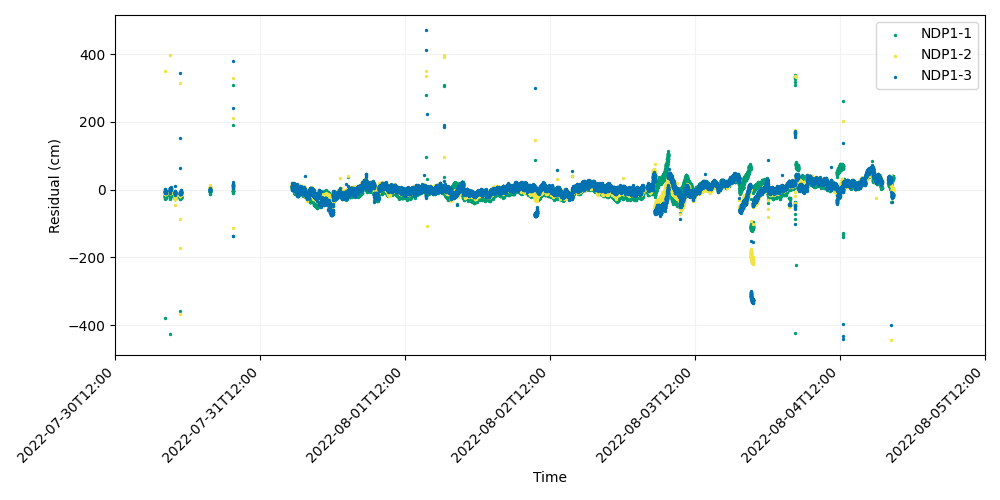 NDP1-1
NDP1-2
NDP1-3
Residual (cm)
400
200
0
−200
−400
2022-07-30T12:00
2022-07-31T12:00
2022-08-01T12:00
2022-08-02T12:00
2022-08-03T12:00
2022-08-04T12:00
2022-08-05T12:00
Time